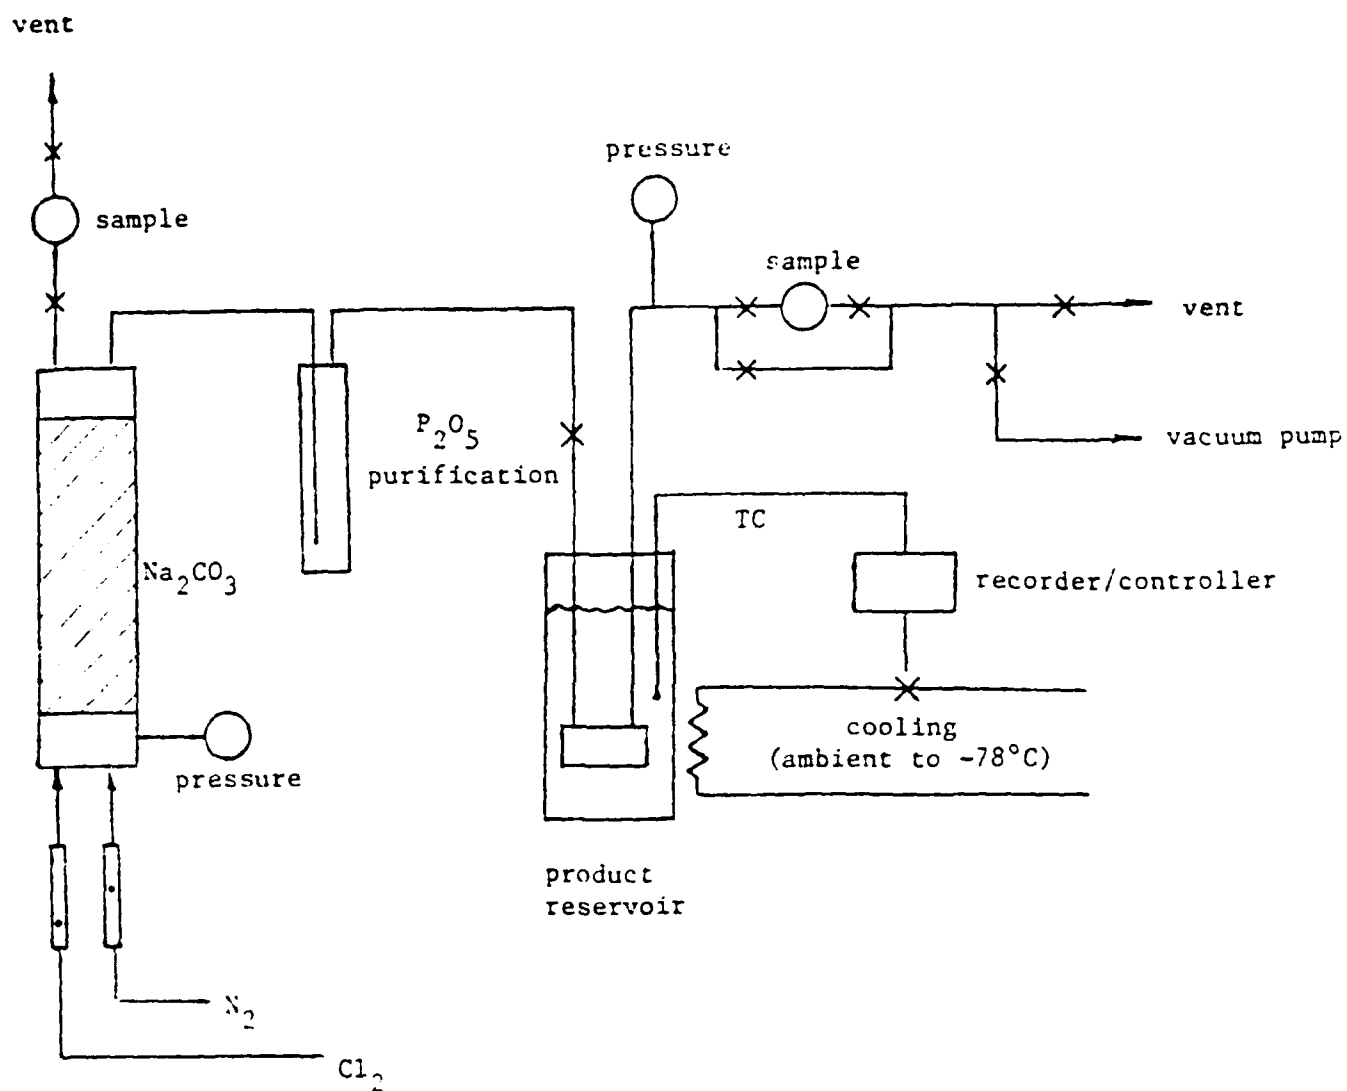 vent
pressure
sample
sample
vent
P₂O₅
purification
vacuum pump
TC
Na₂CO₃
recorder/controller
cooling
(ambient to -78°C)
pressure
product
reservoir
N₂
Cl₂